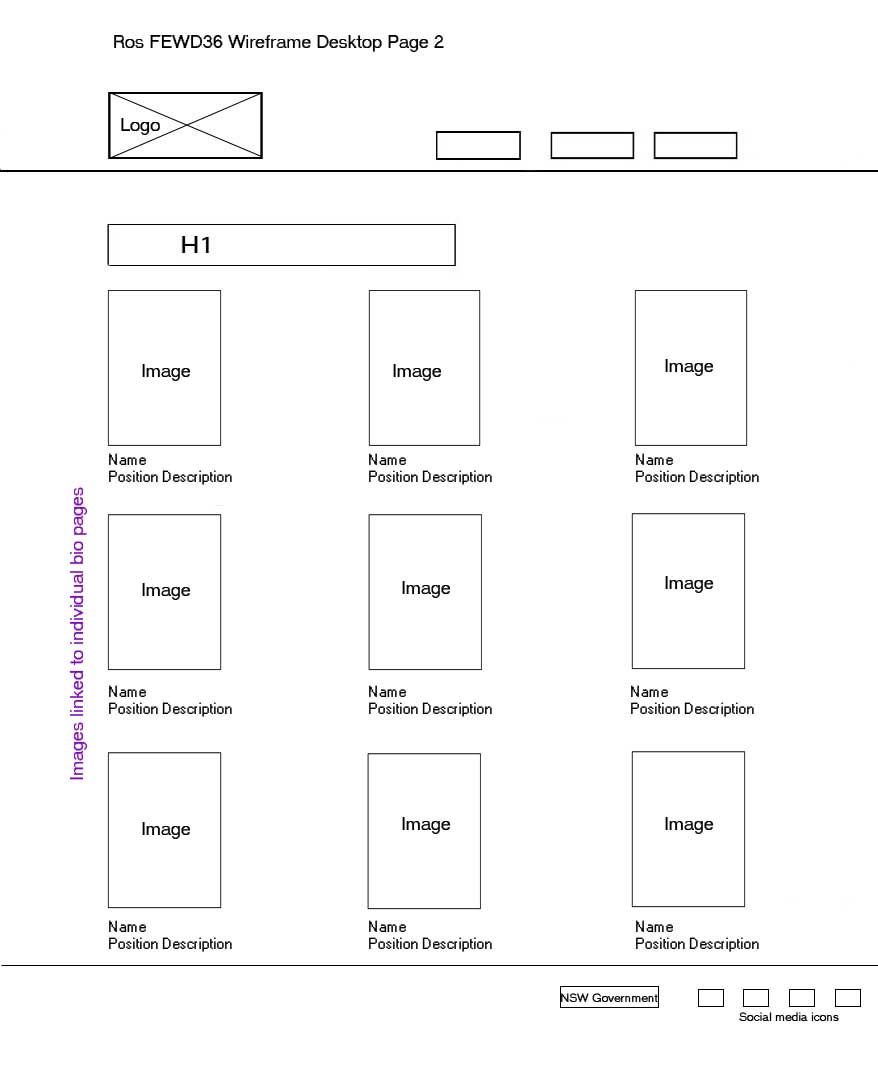 Ros FEWD36 Wireframe Desktop Page 2
Logo
H1
Image
Image
Image
Name
Name
Name
Position Description
Position Description
Position Description
Images linked to individual bio pages
Image
Image
Image
Name
Name
Name
Position Description
Position Description
Position Description
Image
Image
Image
Name
Name
Name
Position Description
Position Description
Position Description
NSW Government
Social media icons